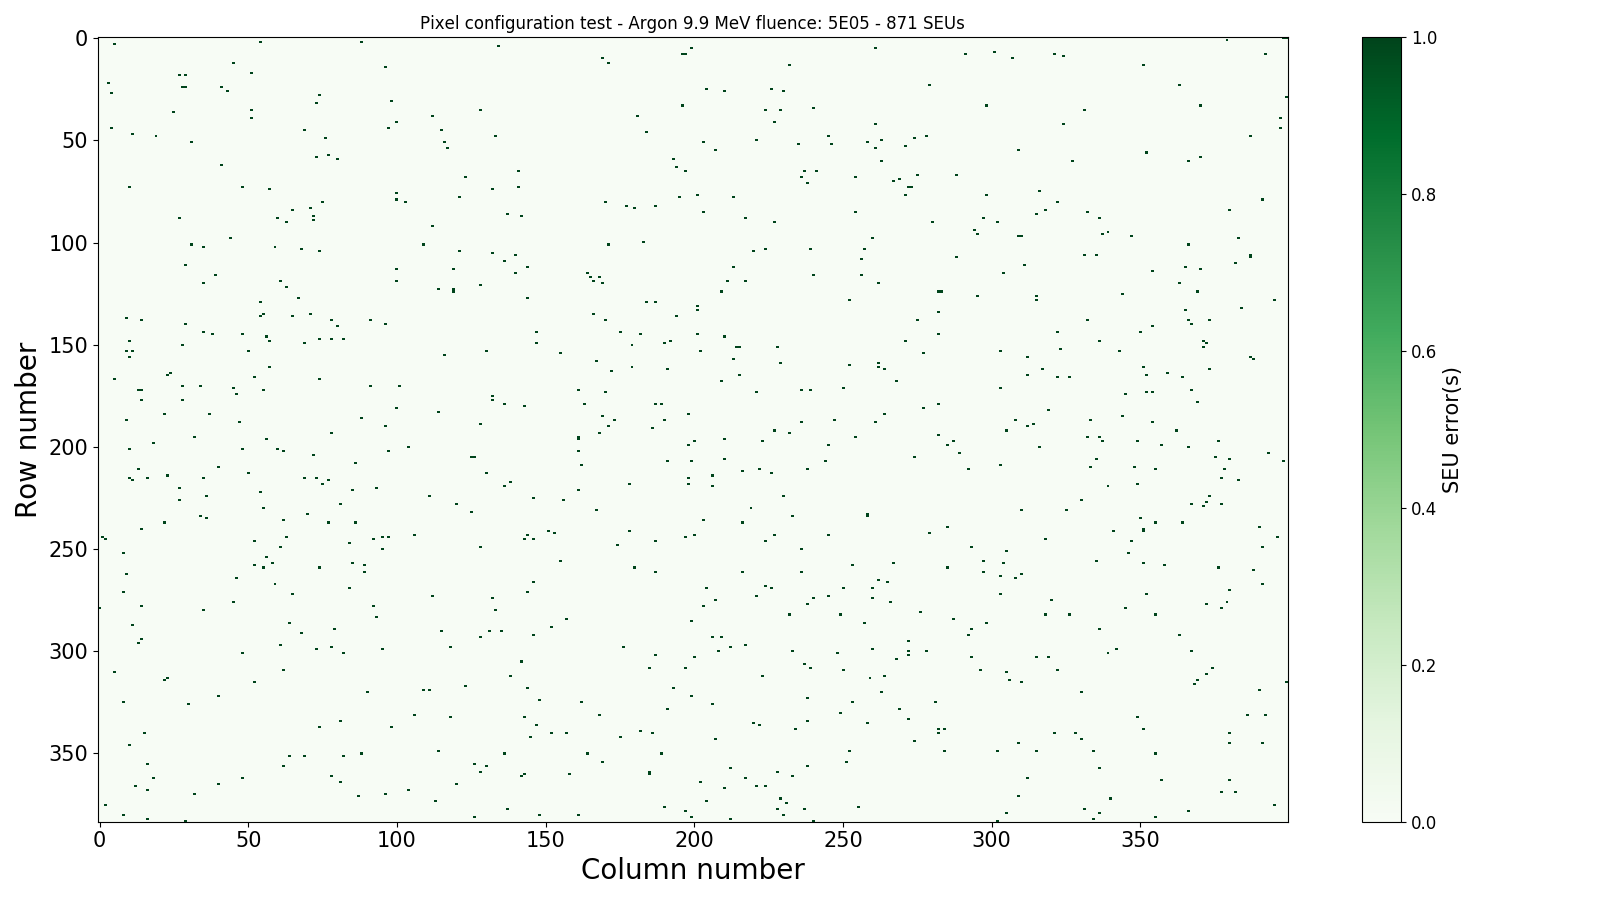 Pixel configuration test - Argon 9.9 MeV fluence: 5E05 - 871 SEUs
0
50
100
150
200
250
300
350
Row number
0 50 100 150 200 250 300 350
Column number
1.0
0.8
0.6
0.4
0.2
0.0
SEU error(s)